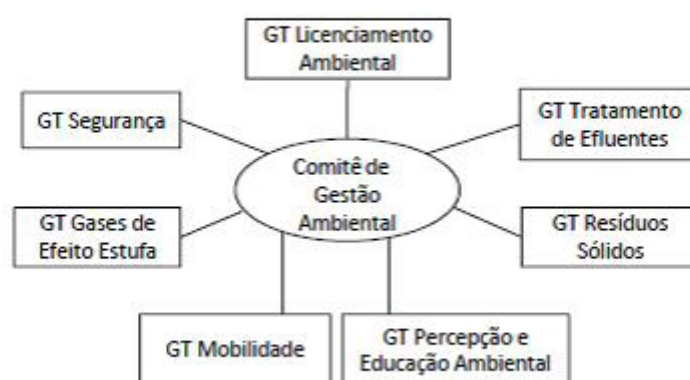 GT Licenciamento
Ambiental
GT Segurança
GT Tratamento
de Efluentes
Comitê de
Gestão
Ambiental
GT Gases de
Efeito Estufa
GT Resíduos
Sólidos
GT Mobilidade
GT Percepção e
Educação Ambiental